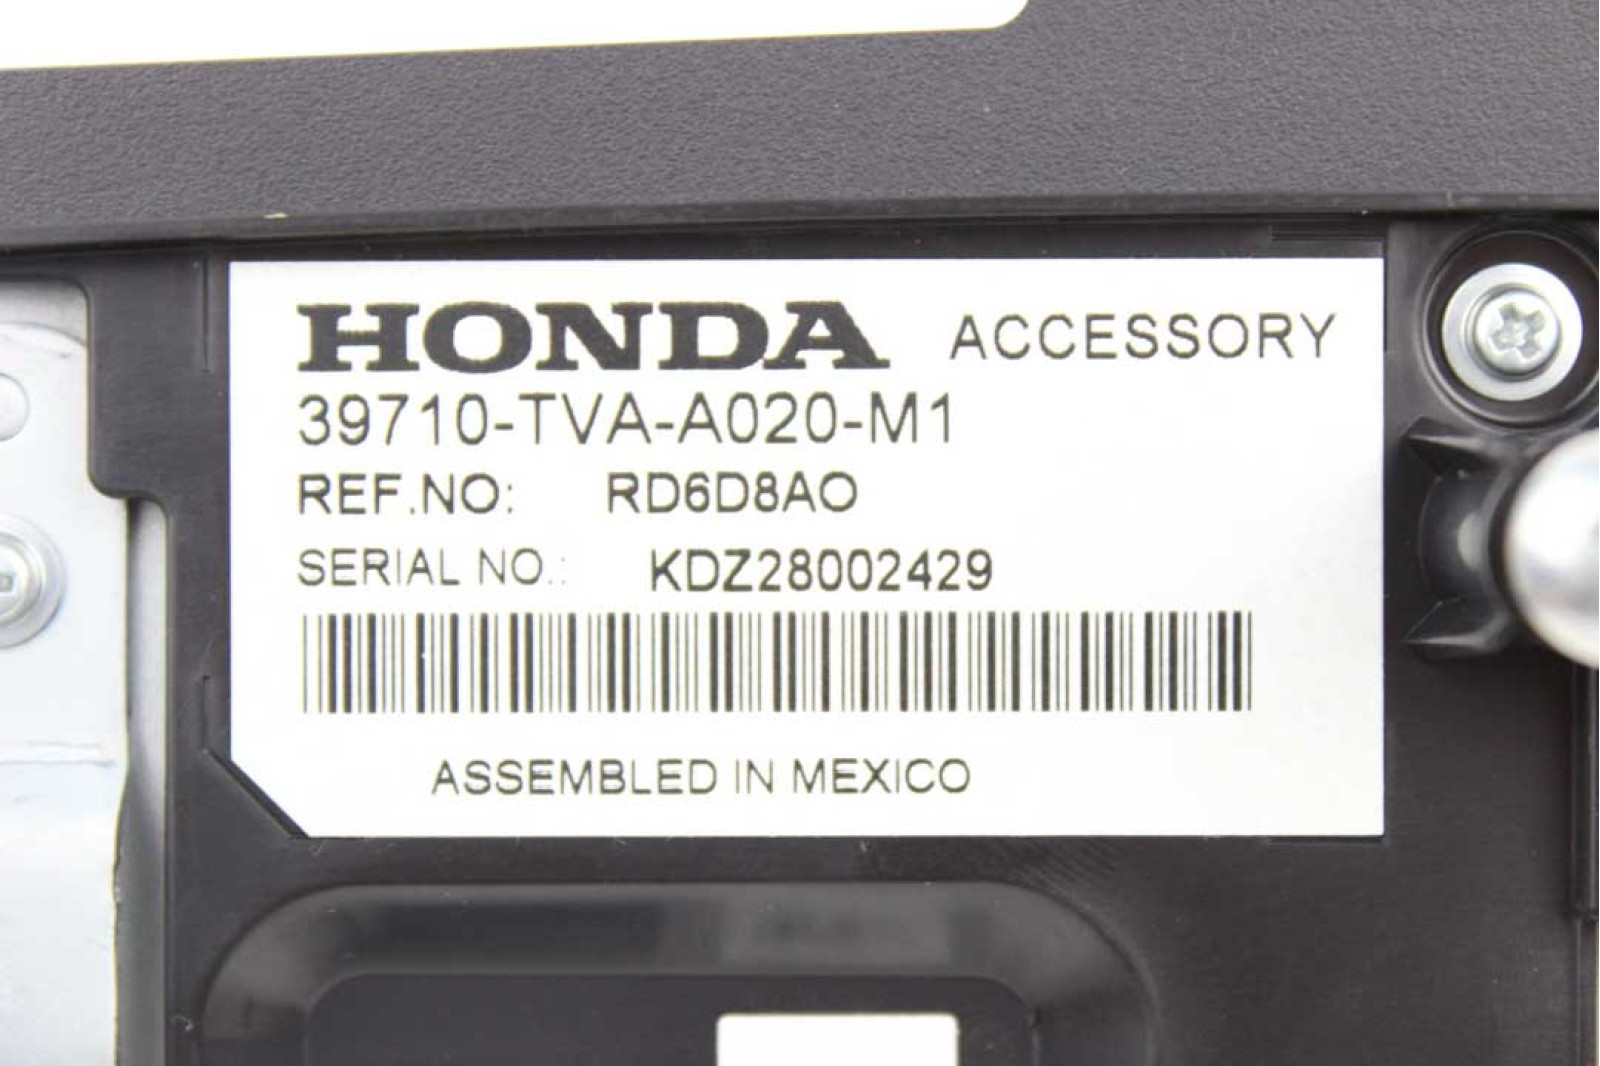 HONDA ACCESSORY
39710-TVA-A020-M1
REF.NO: RD6D8AO
SERIAL NO.: KDZ28002429
ASSEMBLED IN MEXICO